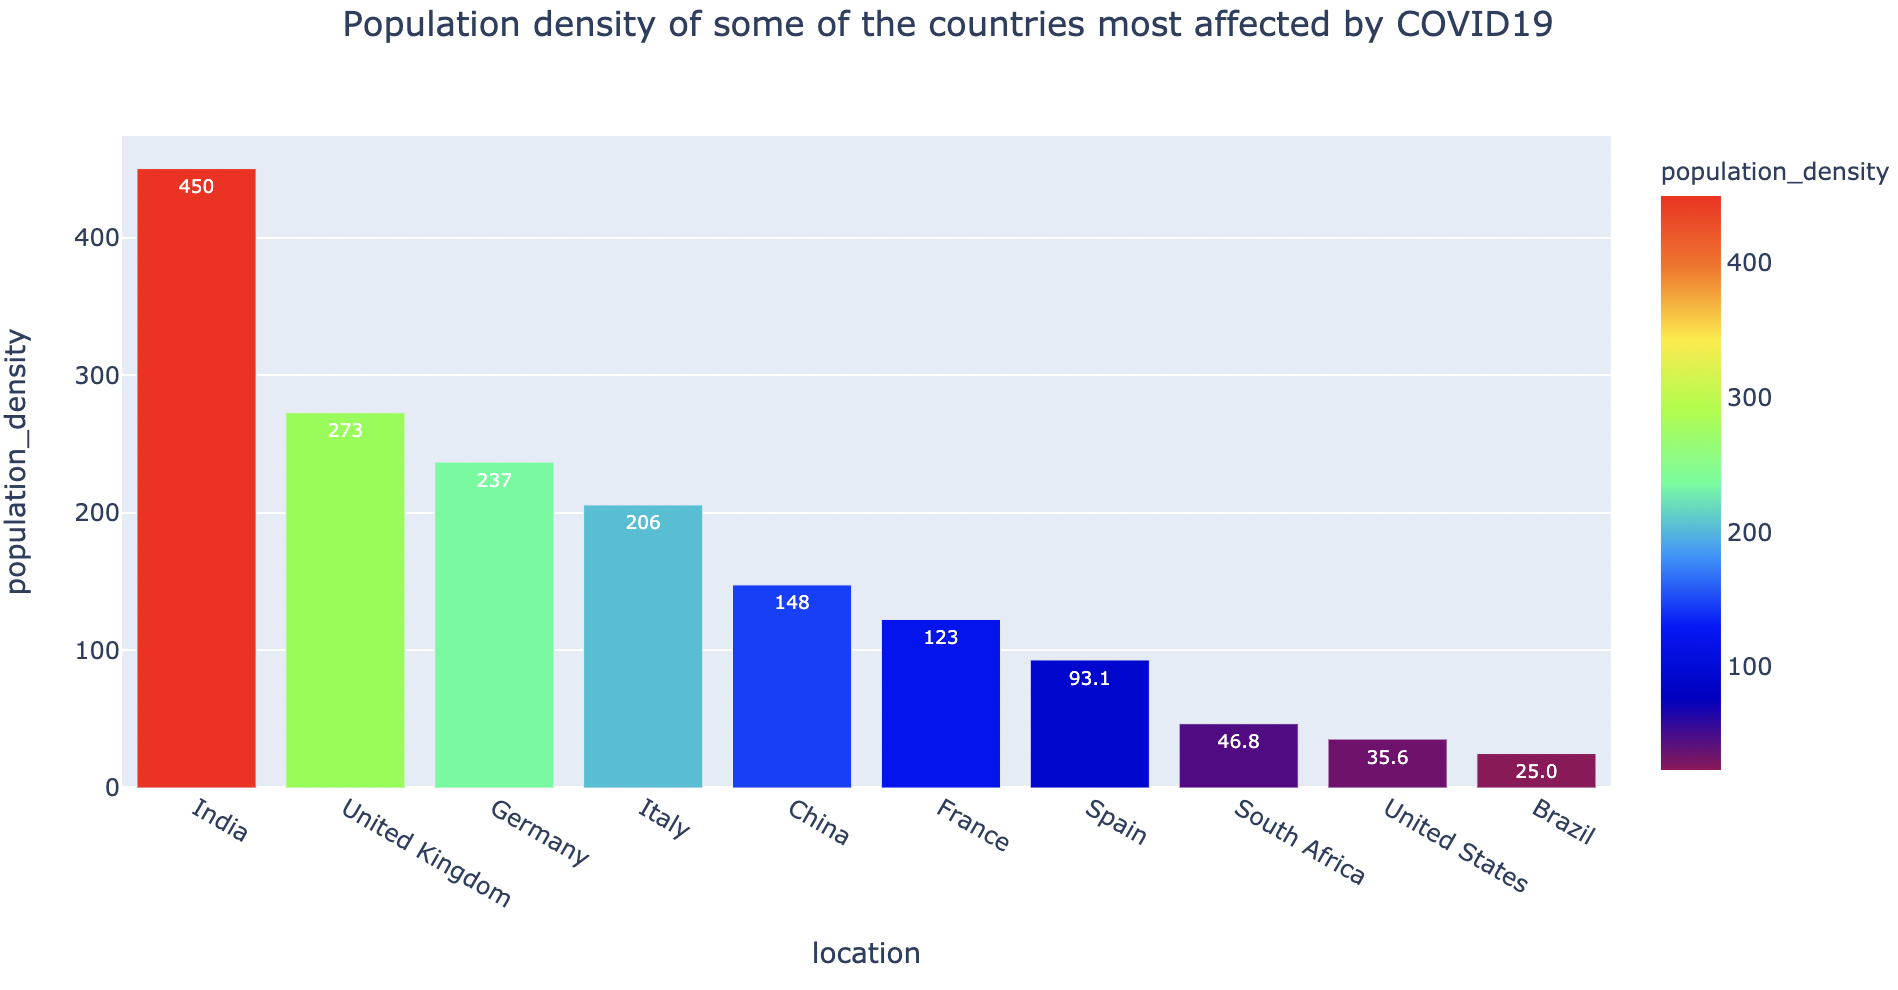 Population density of some of the countries most affected by COVID19
population_density
400
300
200
100
0
450
273
237
206
148
123
93.1
46.8
35.6
25.0
India
United Kingdom
Germany
Italy
China
France
Spain
South Africa
United States
Brazil
location
population_density
400
300
200
100